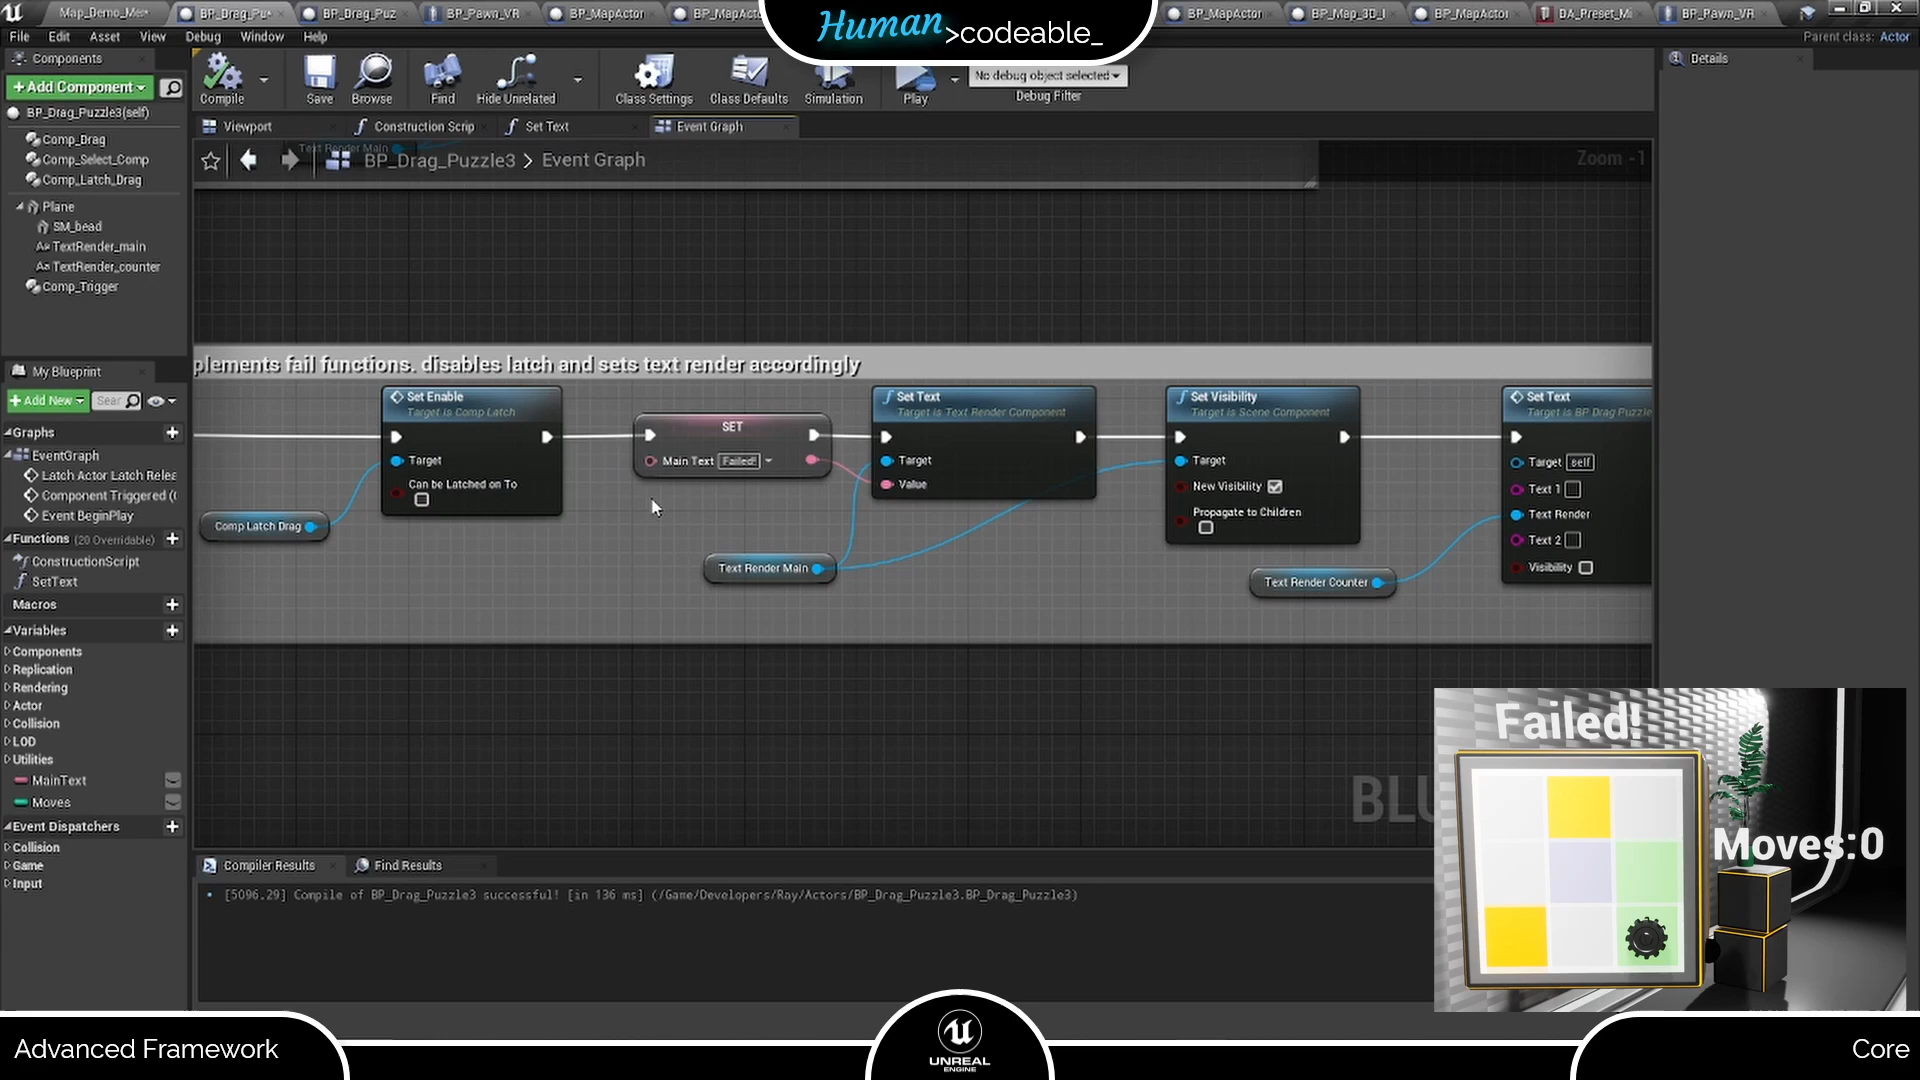 Map_Demo_Mer*
BP_Drag_Pu*
BP_Drag_Puz
BP_Pawn_VR
BP_MapActor
BP_MapActo
BP_MapActor
BP_Map_3D_I
BP_MapActor
DA_Preset_Mi
BP_Pawn_VR
Human >codeable_
File Edit Asset View Debug Window Help
Parent class: Actor
Components
+Add Component
Compile
Save
Browse
Find
Hide Unrelated
Class Settings
Class Defaults
Simulation
Play
No debug object selected
Debug Filter
Details
BP_Drag_Puzzle3(self)
Comp_Drag
Comp_Select_Comp
Comp_Latch_Drag
Plane
SM_bead
TextRender_main
TextRender_counter
Comp_Trigger
Viewport
Construction Scrip
Set Text
Event Graph
Text Render Main
BP_Drag_Puzzle3 > Event Graph
Zoom -1
plements fail functions. disables latch and sets text render accordingly
Set Enable
Target is Comp Latch
Target
Can be Latched on To
Comp Latch Drag
SET
Main Text Failed!
Text Render Main
Set Text
Target is Text Render Component
Target
Value
Set Visibility
Target is Scene Component
Target
New Visibility
Propagate to Children
Text Render Counter
Set Text
Target is BP Drag Puzzle
Target self
Text 1
Text Render
Text 2
Visibility
My Blueprint
+Add New
Sear
Graphs
EventGraph
Latch Actor Latch Reles
Component Triggered (
Event BeginPlay
Functions (20 Overridable)
ConstructionScript
SetText
Macros
Variables
Components
Replication
Rendering
Actor
Collision
LOD
Utilities
MainText
Moves
Event Dispatchers
Collision
Game
Input
BLU
Compiler Results
Find Results
[5096.29] Compile of BP_Drag_Puzzle3 successful! [in 136 ms] (/Game/Developers/Ray/Actors/BP_Drag_Puzzle3.BP_Drag_Puzzle3)
Failed!
Moves:0
Advanced Framework
UNREAL
ENGINE
Core